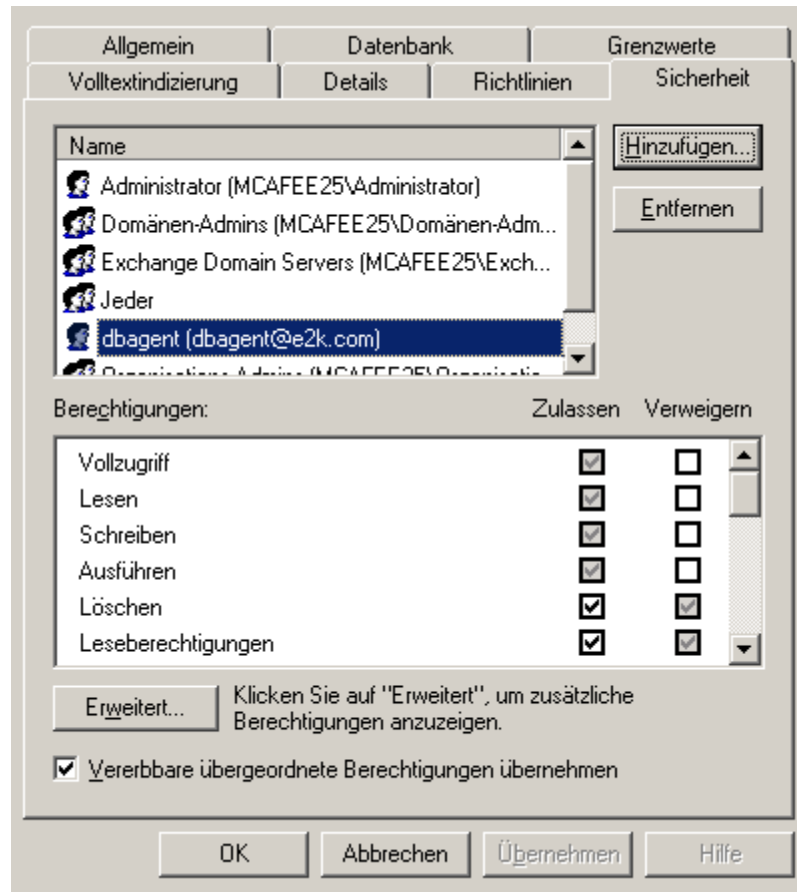 Allgemein Datenbank Grenzwerte
Volltextindizierung Details Richtlinien Sicherheit
Name
Hinzufügen...
Administrator (MCAFEE25\Administrator)
Entfernen
Domänen-Admins (MCAFEE25\Domänen-Adm...
Exchange Domain Servers (MCAFEE25\Exch...
Jeder
dbagent (dbagent@e2k.com)
Berechtigungen: Zulassen Verweigern
Vollzugriff
Lesen
Schreiben
Ausführen
Löschen
Leseberechtigungen
Erweitert...
Klicken Sie auf "Erweitert", um zusätzliche
Berechtigungen anzuzeigen.
Vererbbare übergeordnete Berechtigungen übernehmen
OK Abbrechen Übernehmen Hilfe